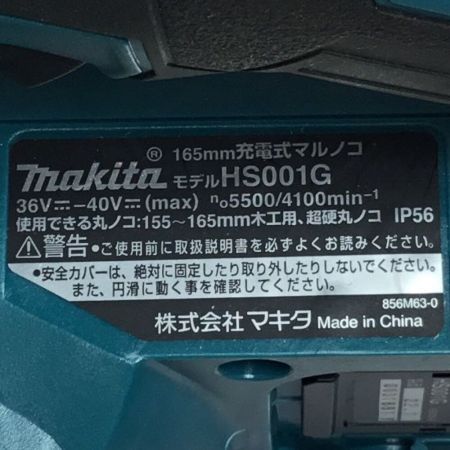 ® 165mm充電式マルノコ
makita モデルHS001G
36V⎓-40V⎓(max) no5500/4100min-1
使用できる丸ノコ:155～165mm木工用、超硬丸ノコ IP56
⚠警告 ●ご使用前に取扱説明書を必ずよくお読みください。
●安全カバーは、絶対に固定したり取り外したりしないでください。
また、円滑に動く事を確認してください。
856M63-0
株式会社マキタ Made in China